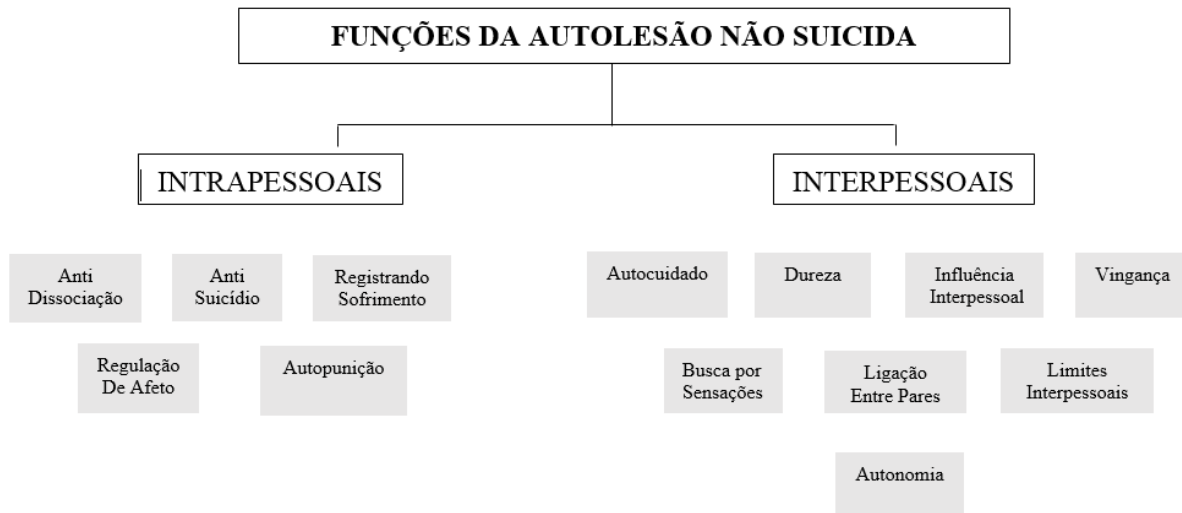 FUNÇÕES DA AUTOLESÃO NÃO SUICIDA
INTRAPESSOAIS
INTERPESSOAIS
Anti
Dissociação
Anti
Suicídio
Registrando
Sofrimento
Regulação
De Afeto
Autopunição
Autocuidado
Dureza
Influência
Interpessoal
Vingança
Busca por
Sensações
Ligação
Entre Pares
Limites
Interpessoais
Autonomia